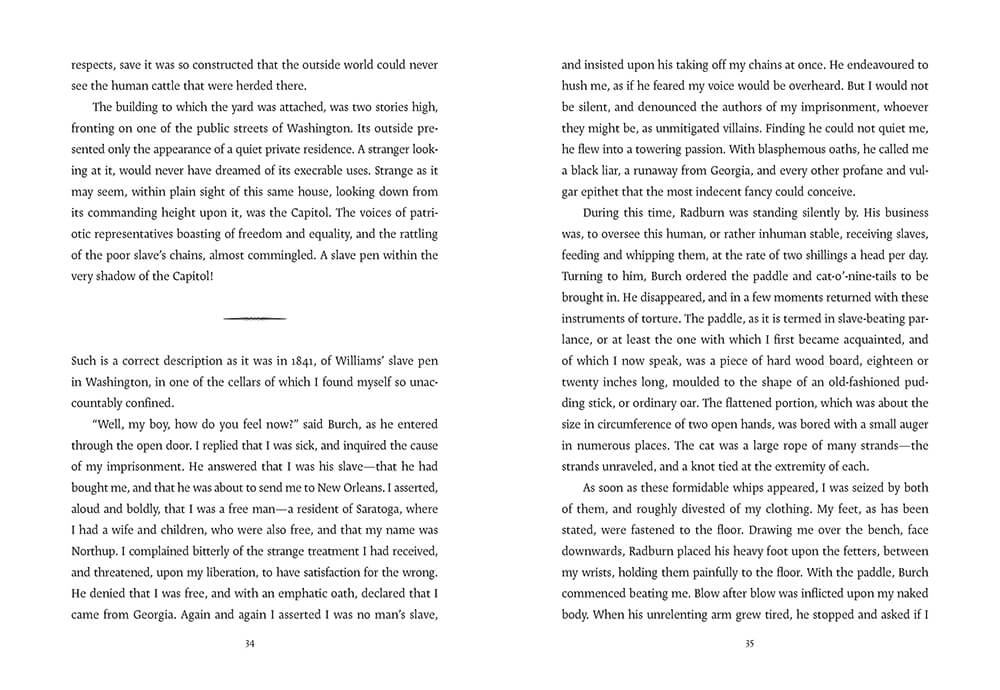 respects, save it was so constructed that the outside world could never
see the human cattle that were herded there.
The building to which the yard was attached, was two stories high,
fronting on one of the public streets of Washington. Its outside pre-
sented only the appearance of a quiet private residence. A stranger look-
ing at it, would never have dreamed of its execrable uses. Strange as it
may seem, within plain sight of this same house, looking down from
its commanding height upon it, was the Capitol. The voices of patri-
otic representatives boasting of freedom and equality, and the rattling
of the poor slave’s chains, almost commingled. A slave pen within the
very shadow of the Capitol!
Such is a correct description as it was in 1841, of Williams’ slave pen
in Washington, in one of the cellars of which I found myself so unac-
countably confined.
“Well, my boy, how do you feel now?” said Burch, as he entered
through the open door. I replied that I was sick, and inquired the cause
of my imprisonment. He answered that I was his slave—that he had
bought me, and that he was about to send me to New Orleans. I asserted,
aloud and boldly, that I was a free man—a resident of Saratoga, where
I had a wife and children, who were also free, and that my name was
Northup. I complained bitterly of the strange treatment I had received,
and threatened, upon my liberation, to have satisfaction for the wrong.
He denied that I was free, and with an emphatic oath, declared that I
came from Georgia. Again and again I asserted I was no man’s slave,
34
and insisted upon his taking off my chains at once. He endeavoured to
hush me, as if he feared my voice would be overheard. But I would not
be silent, and denounced the authors of my imprisonment, whoever
they might be, as unmitigated villains. Finding he could not quiet me,
he flew into a towering passion. With blasphemous oaths, he called me
a black liar, a runaway from Georgia, and every other profane and vul-
gar epithet that the most indecent fancy could conceive.
During this time, Radburn was standing silently by. His business
was, to oversee this human, or rather inhuman stable, receiving slaves,
feeding and whipping them, at the rate of two shillings a head per day.
Turning to him, Burch ordered the paddle and cat-o’-nine-tails to be
brought in. He disappeared, and in a few moments returned with these
instruments of torture. The paddle, as it is termed in slave-beating par-
lance, or at least the one with which I first became acquainted, and
of which I now speak, was a piece of hard wood board, eighteen or
twenty inches long, moulded to the shape of an old-fashioned pud-
ding stick, or ordinary oar. The flattened portion, which was about the
size in circumference of two open hands, was bored with a small auger
in numerous places. The cat was a large rope of many strands—the
strands unraveled, and a knot tied at the extremity of each.
As soon as these formidable whips appeared, I was seized by both
of them, and roughly divested of my clothing. My feet, as has been
stated, were fastened to the floor. Drawing me over the bench, face
downwards, Radburn placed his heavy foot upon the fetters, between
my wrists, holding them painfully to the floor. With the paddle, Burch
commenced beating me. Blow after blow was inflicted upon my naked
body. When his unrelenting arm grew tired, he stopped and asked if I
35